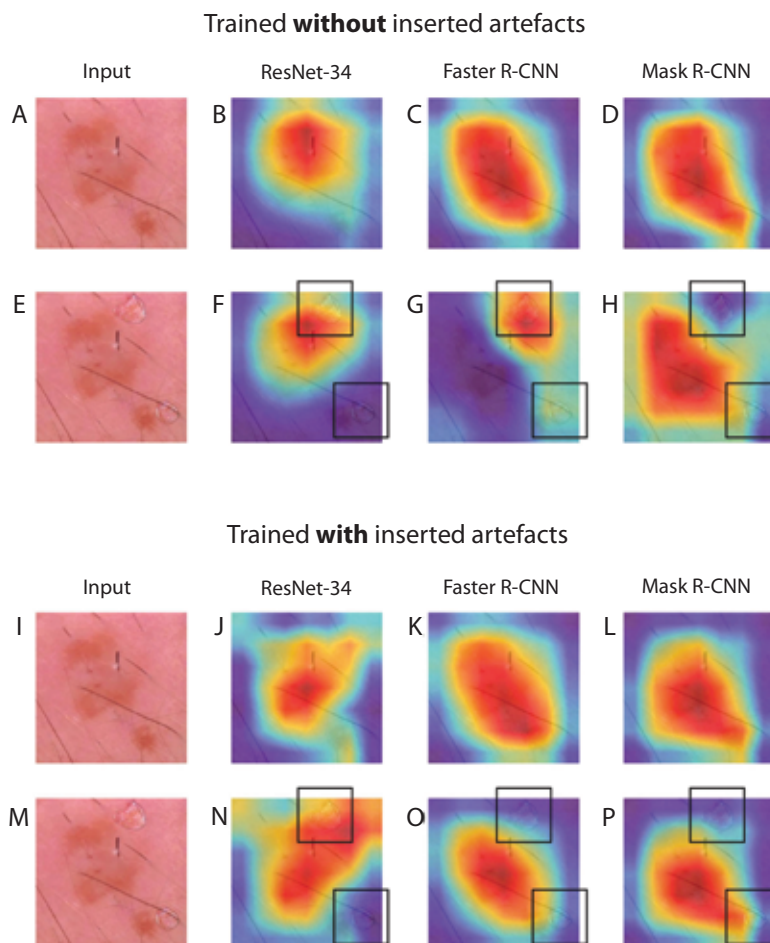 Trained without inserted artefacts
Input ResNet-34 Faster R-CNN Mask R-CNN
A B C D
E F G H
Trained with inserted artefacts
Input ResNet-34 Faster R-CNN Mask R-CNN
I J K L
M N O P